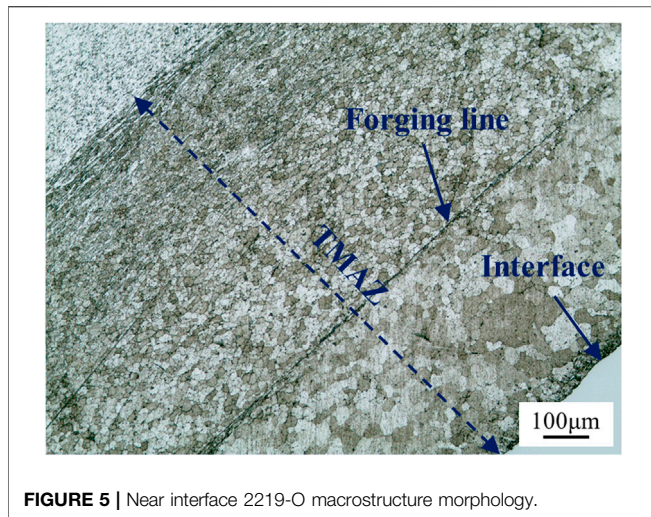 Forging line
TMAZ
Interface
100μm
FIGURE 5 | Near interface 2219-O macrostructure morphology.